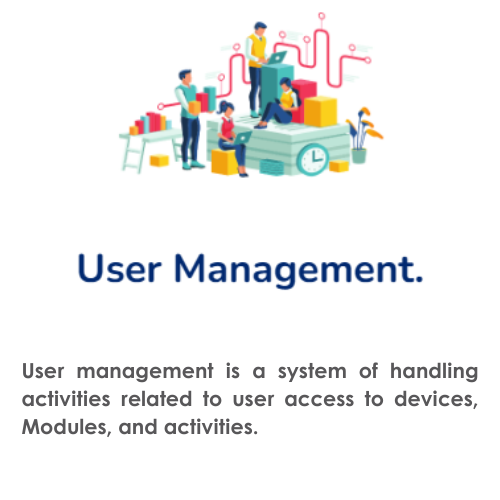 User Management.
User management is a system of handling
activities related to user access to devices,
Modules, and activities.